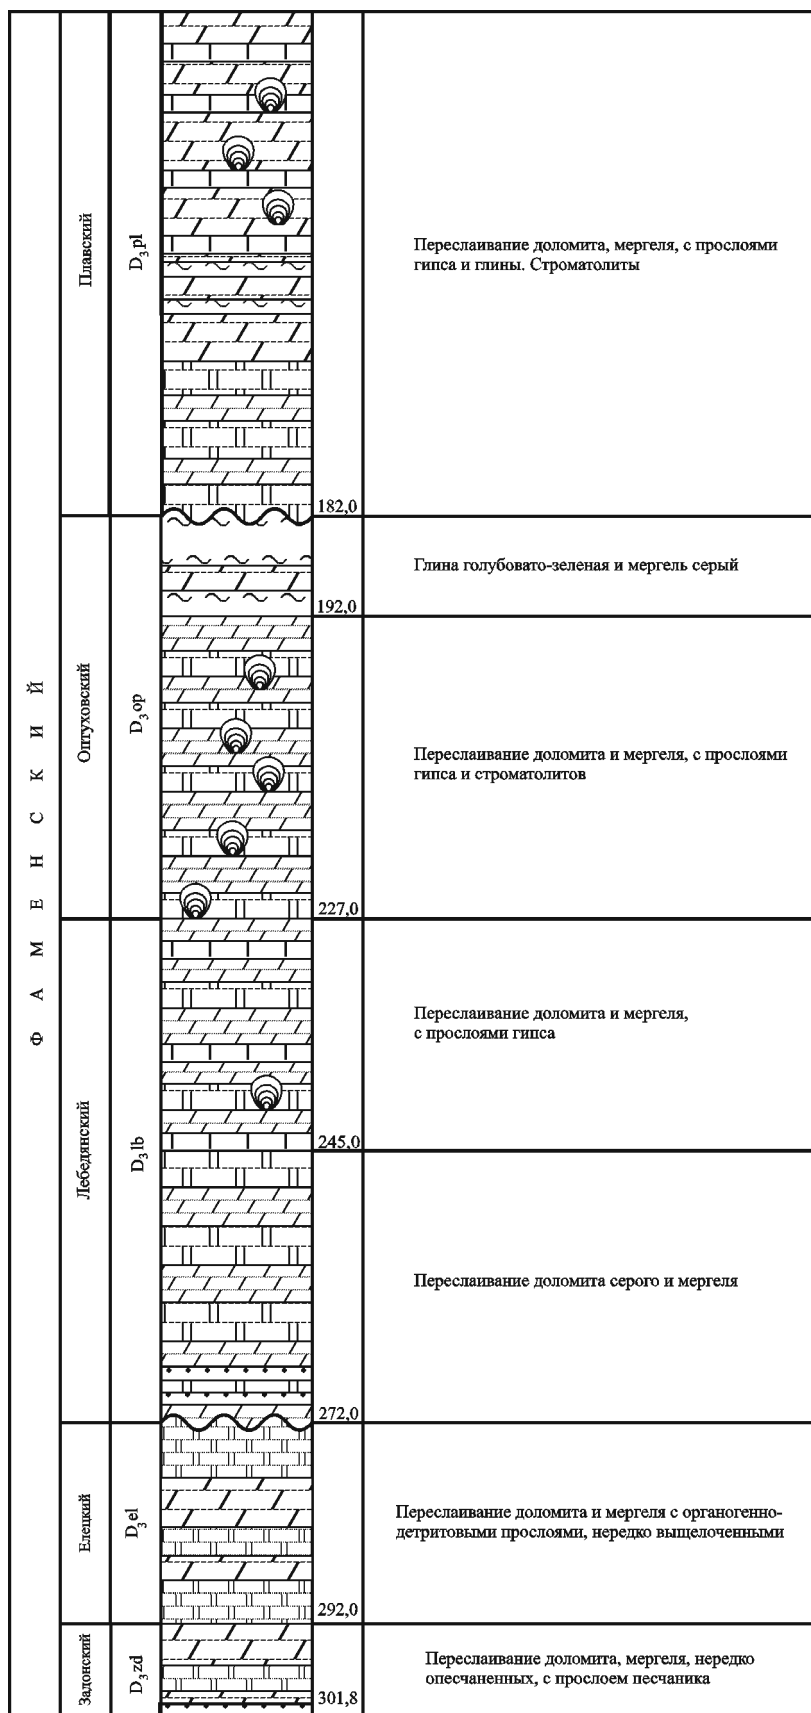 ФАМЕНСКИЙ
Плавский
D₃pl
Переслаивание доломита, мергеля, с прослоями
гипса и глины. Строматолиты
182,0
Оптуховский
D₃op
Глина голубовато-зеленая и мергель серый
192,0
Переслаивание доломита и мергеля, с прослоями
гипса и строматолитов
227,0
Лебедянский
D₃lb
Переслаивание доломита и мергеля,
с прослоями гипса
245,0
Переслаивание доломита серого и мергеля
272,0
Елецкий
D₃el
Переслаивание доломита и мергеля с органогенно-
детритовыми прослоями, нередко выщелоченными
292,0
Задонский
D₃zd
Переслаивание доломита, мергеля, нередко
опесчаненных, с прослоем песчаника
301,8